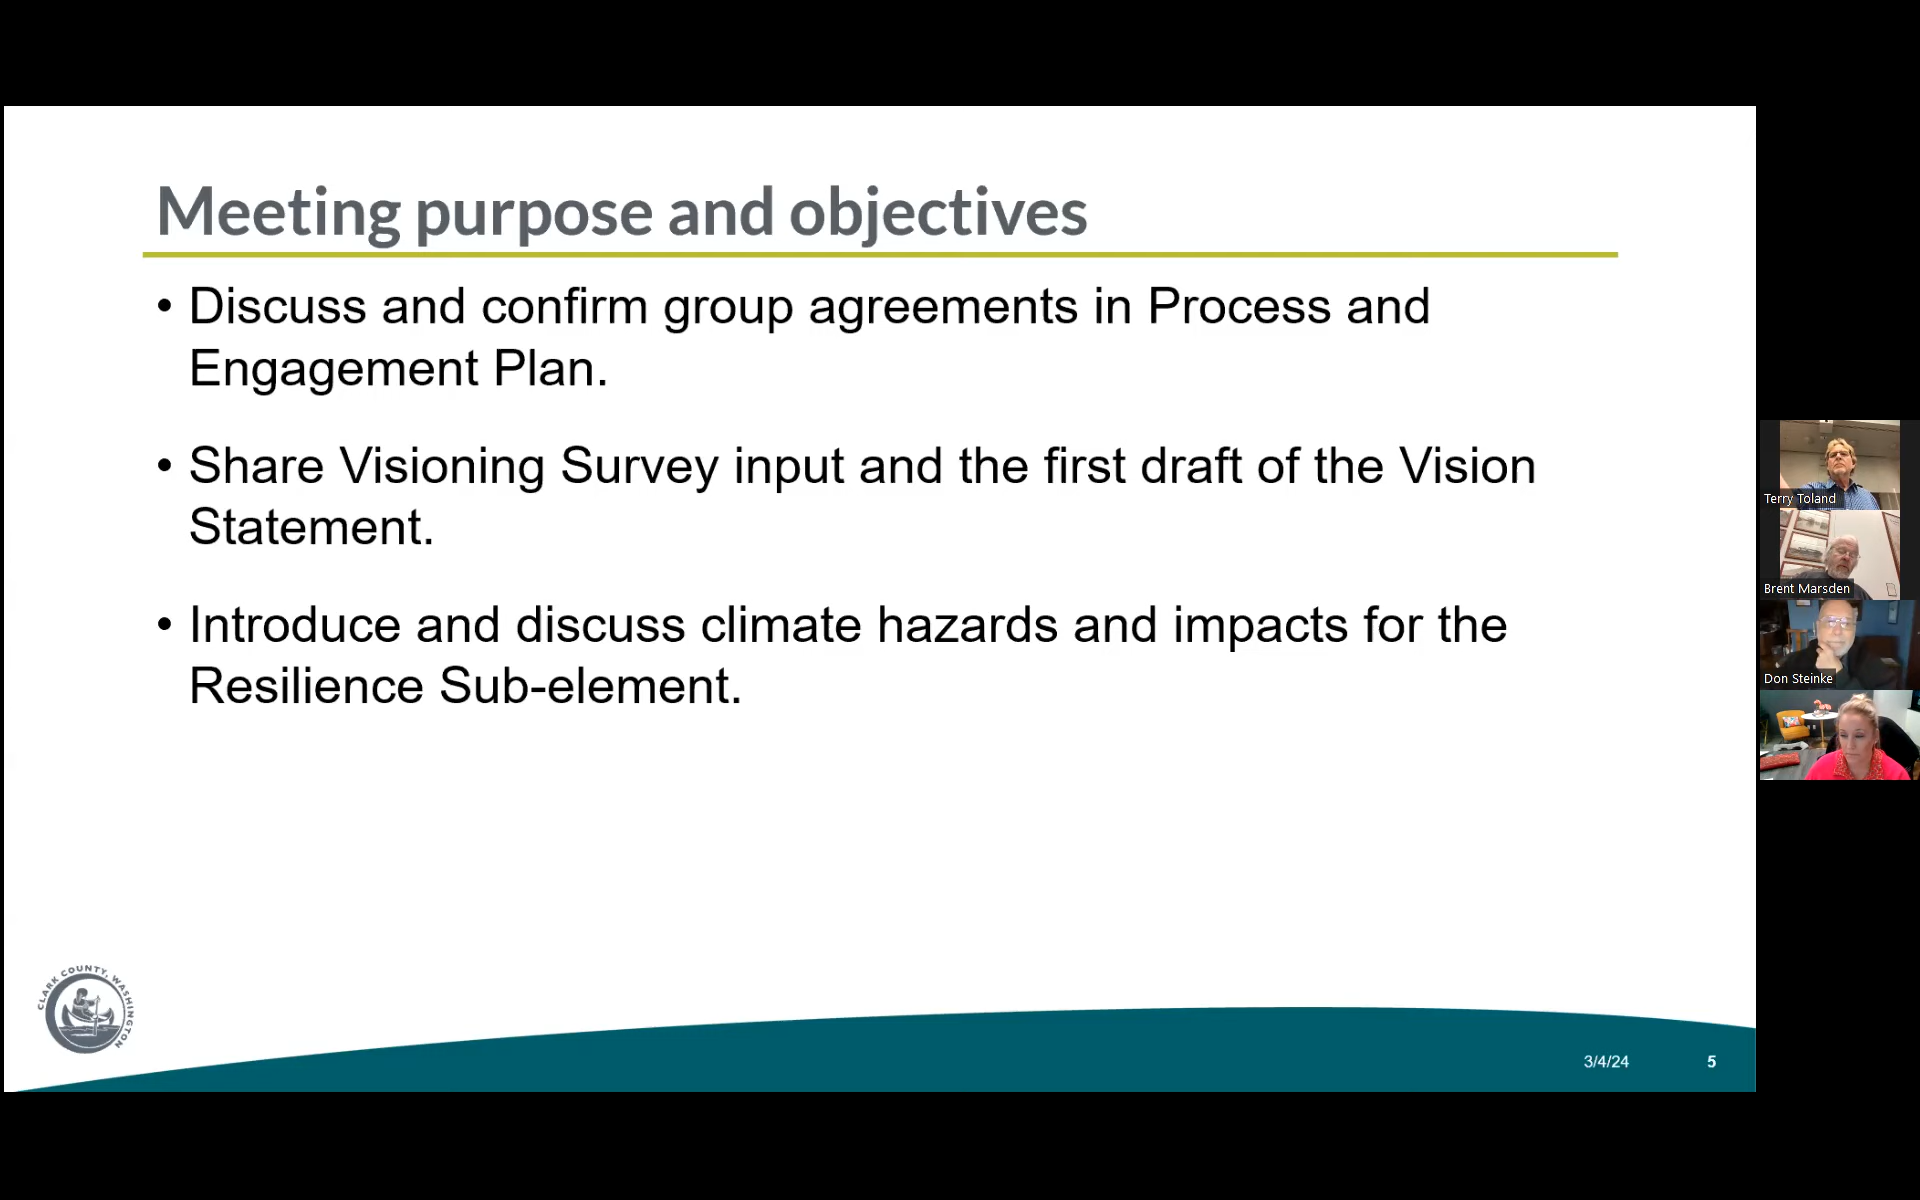 Meeting purpose and objectives
• Discuss and confirm group agreements in Process and
Engagement Plan.
• Share Visioning Survey input and the first draft of the Vision
Statement.
• Introduce and discuss climate hazards and impacts for the
Resilience Sub-element.
Terry Toland
Brent Marsden
Don Steinke
CLARK COUNTY, WASHINGTON
3/4/24
5